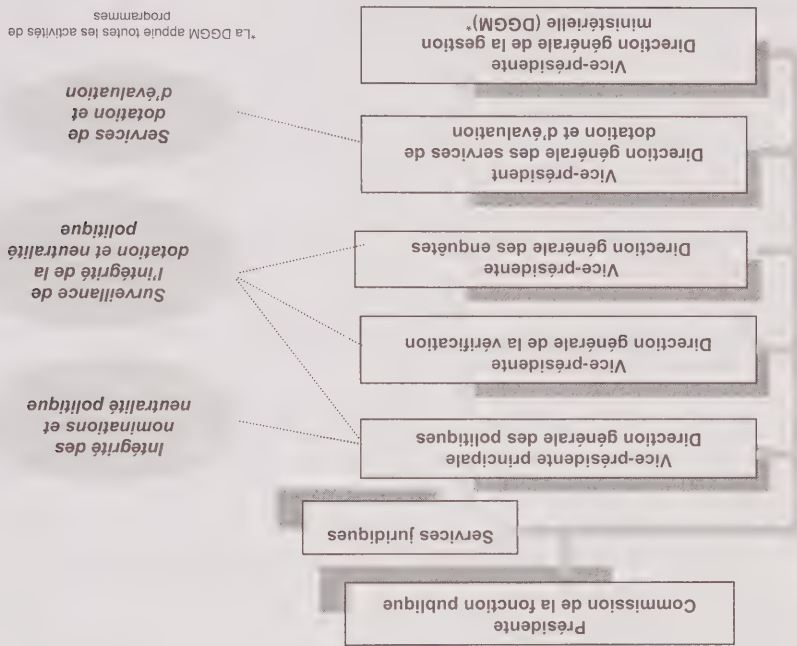 Présidente
Commission de la fonction publique
Services juridiques
Vice-présidente principale
Direction générale des politiques
Vice-présidente
Direction générale de la vérification
Vice-présidente
Direction générale des enquêtes
Vice-président
Direction générale des services de
dotation et d'évaluation
Vice-présidente
Direction générale de la gestion
ministérielle (DGGM*)
Intégrité des
nominations et
neutralité politique
Surveillance de
l'intégrité de la
dotation et neutralité
politique
Services de
dotation et
d'évaluation
*La DGGM appuie toutes les activités de
programmes